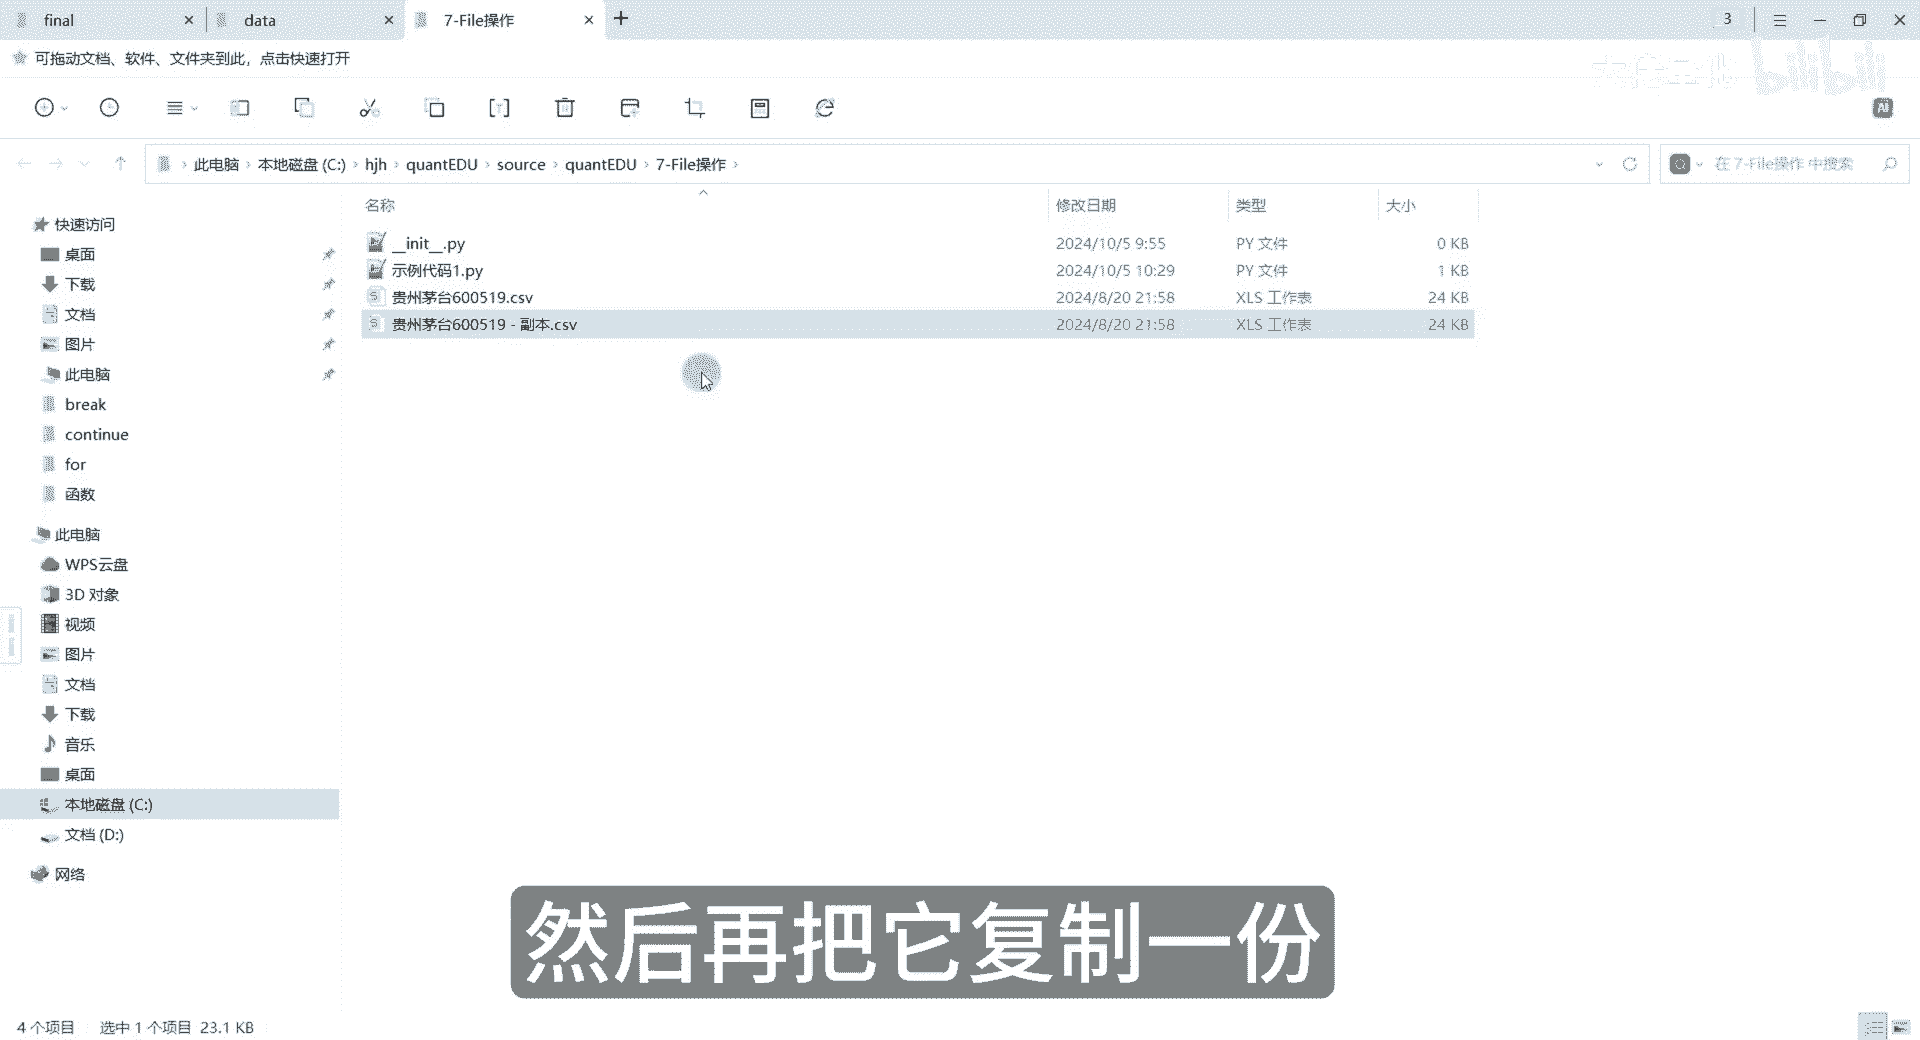 final
data
7-File操作
3
可拖动文档、软件、文件夹到此，点击快速打开
bilibili
AI
此电脑 › 本地磁盘 (C:) › hjh › quantEDU › source › quantEDU › 7-File操作 ›
在 7-File操作 中搜索
名称 修改日期 类型 大小
__init__.py 2024/10/5 9:55 PY 文件 0 KB
示例代码1.py 2024/10/5 10:29 PY 文件 1 KB
贵州茅台600519.csv 2024/8/20 21:58 XLS 工作表 24 KB
贵州茅台600519 - 副本.csv 2024/8/20 21:58 XLS 工作表 24 KB
快速访问
桌面
下载
文档
图片
此电脑
break
continue
for
函数
此电脑
WPS云盘
3D 对象
视频
图片
文档
下载
音乐
桌面
本地磁盘 (C:)
文档 (D:)
网络
然后再把它复制一份
4 个项目 选中 1 个项目 23.1 KB